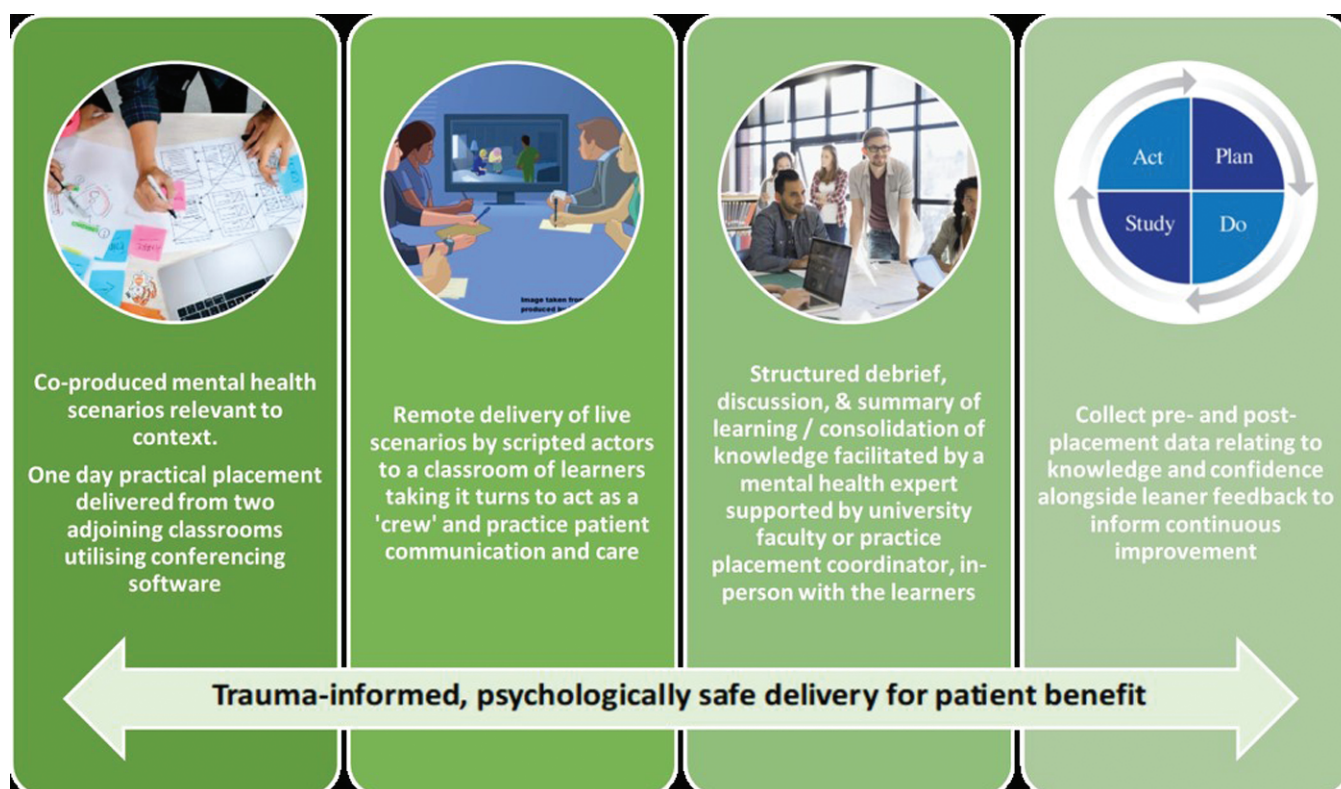 Act
Plan
Study
Do
Image taken from
produced
Co-produced mental health
scenarios relevant to
context.
One day practical placement
delivered from two
adjoining classrooms
utilising conferencing
software
Remote delivery of live
scenarios by scripted actors
to a classroom of learners
taking it turns to act as a
'crew' and practice patient
communication and care
Structured debrief,
discussion, & summary of
learning / consolidation of
knowledge facilitated by a
mental health expert
supported by university
faculty or practice
placement coordinator, in-
person with the learners
Collect pre- and post-
placement data relating to
knowledge and confidence
alongside leaner feedback to
inform continuous
improvement
Trauma-informed, psychologically safe delivery for patient benefit